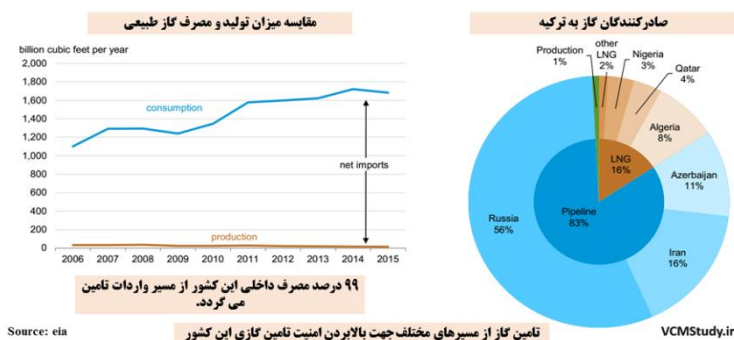 مقایسه میزان تولید و مصرف گاز طبیعی
billion cubic feet per year
2,000
1,800
1,600
1,400
1,200
1,000
800
600
400
200
0
consumption
net imports
production
2006 2007 2008 2009 2010 2011 2012 2013 2014 2015
۹۹ درصد مصرف داخلی این کشور از مسیر واردات تامین
می گردد.
صادرکنندگان گاز به ترکیه
Production
1%
other
LNG
2%
Nigeria
3%
Qatar
4%
Algeria
8%
Azerbaijan
11%
Iran
16%
Russia
56%
LNG
16%
Pipeline
83%
Source: eia
تامین گاز از مسیرهای مختلف جهت بالابردن امنیت تامین گازی این کشور
VCMStudy.ir